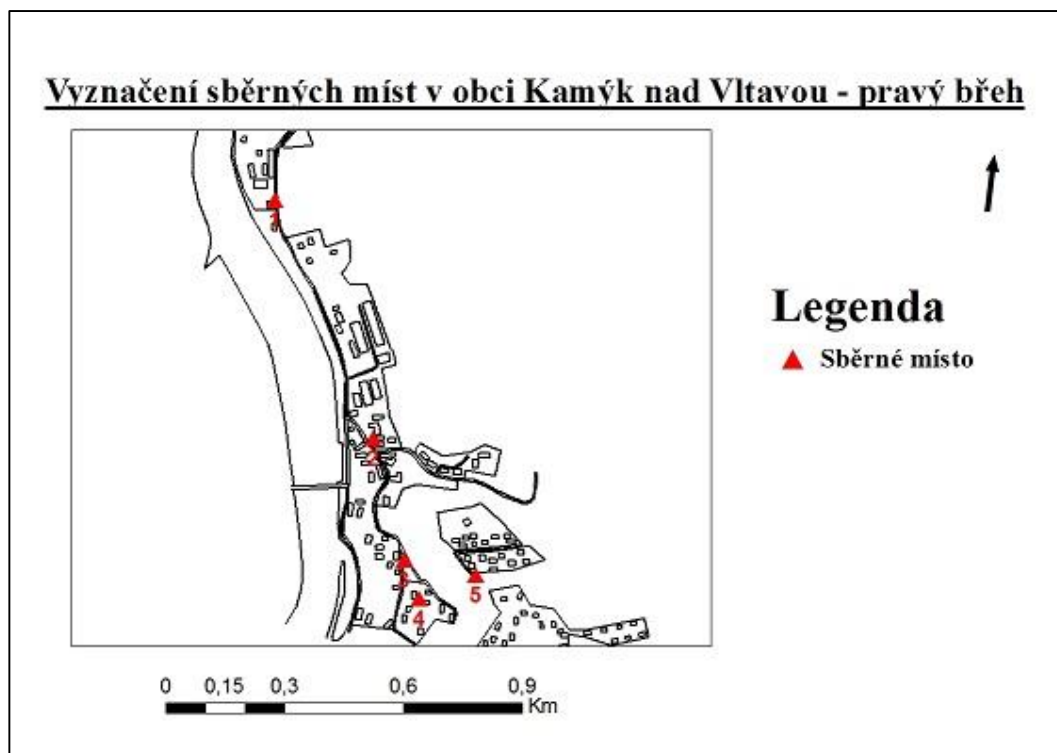 Vyznačení sběrných míst v obci Kamýk nad Vltavou - pravý břeh
1
Legenda
Sběrné místo
2
3
5
4
0 0,15 0,3 0,6 0,9
Km